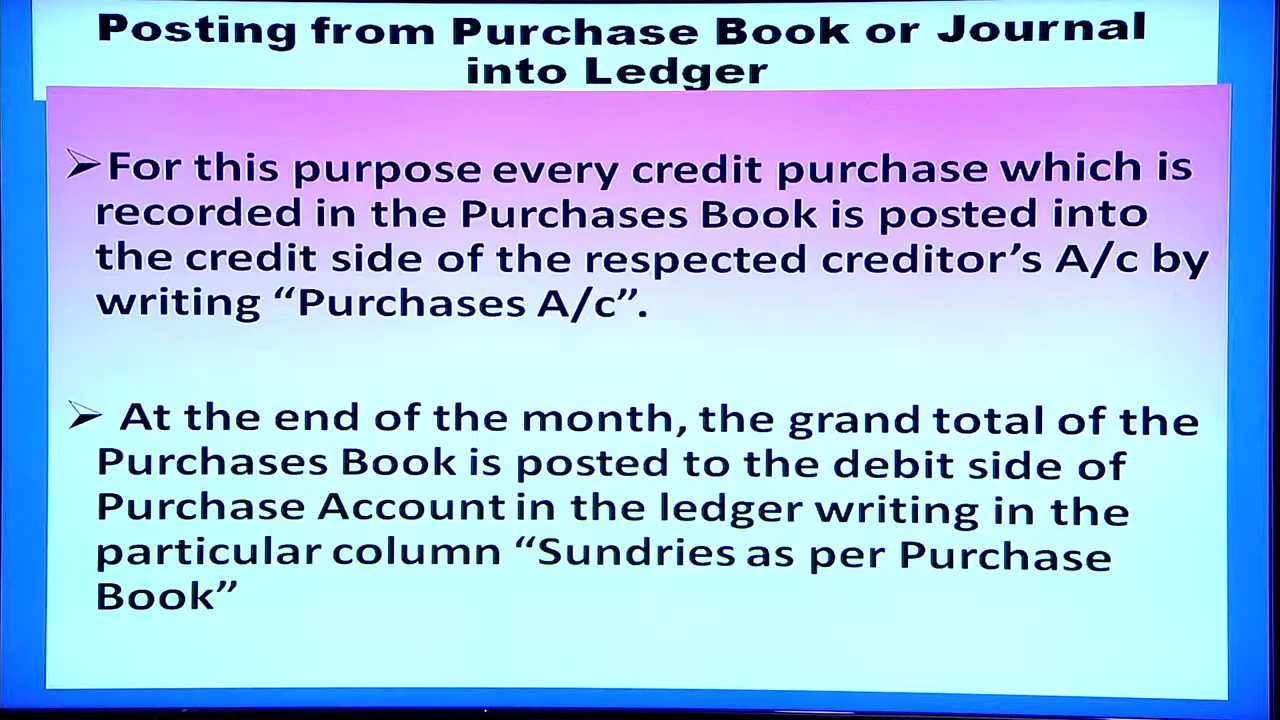 Posting from Purchase Book or Journal
into Ledger
➢For this purpose every credit purchase which is
recorded in the Purchases Book is posted into
the credit side of the respected creditor’s A/c by
writing “Purchases A/c”.
➢ At the end of the month, the grand total of the
Purchases Book is posted to the debit side of
Purchase Account in the ledger writing in the
particular column “Sundries as per Purchase
Book”